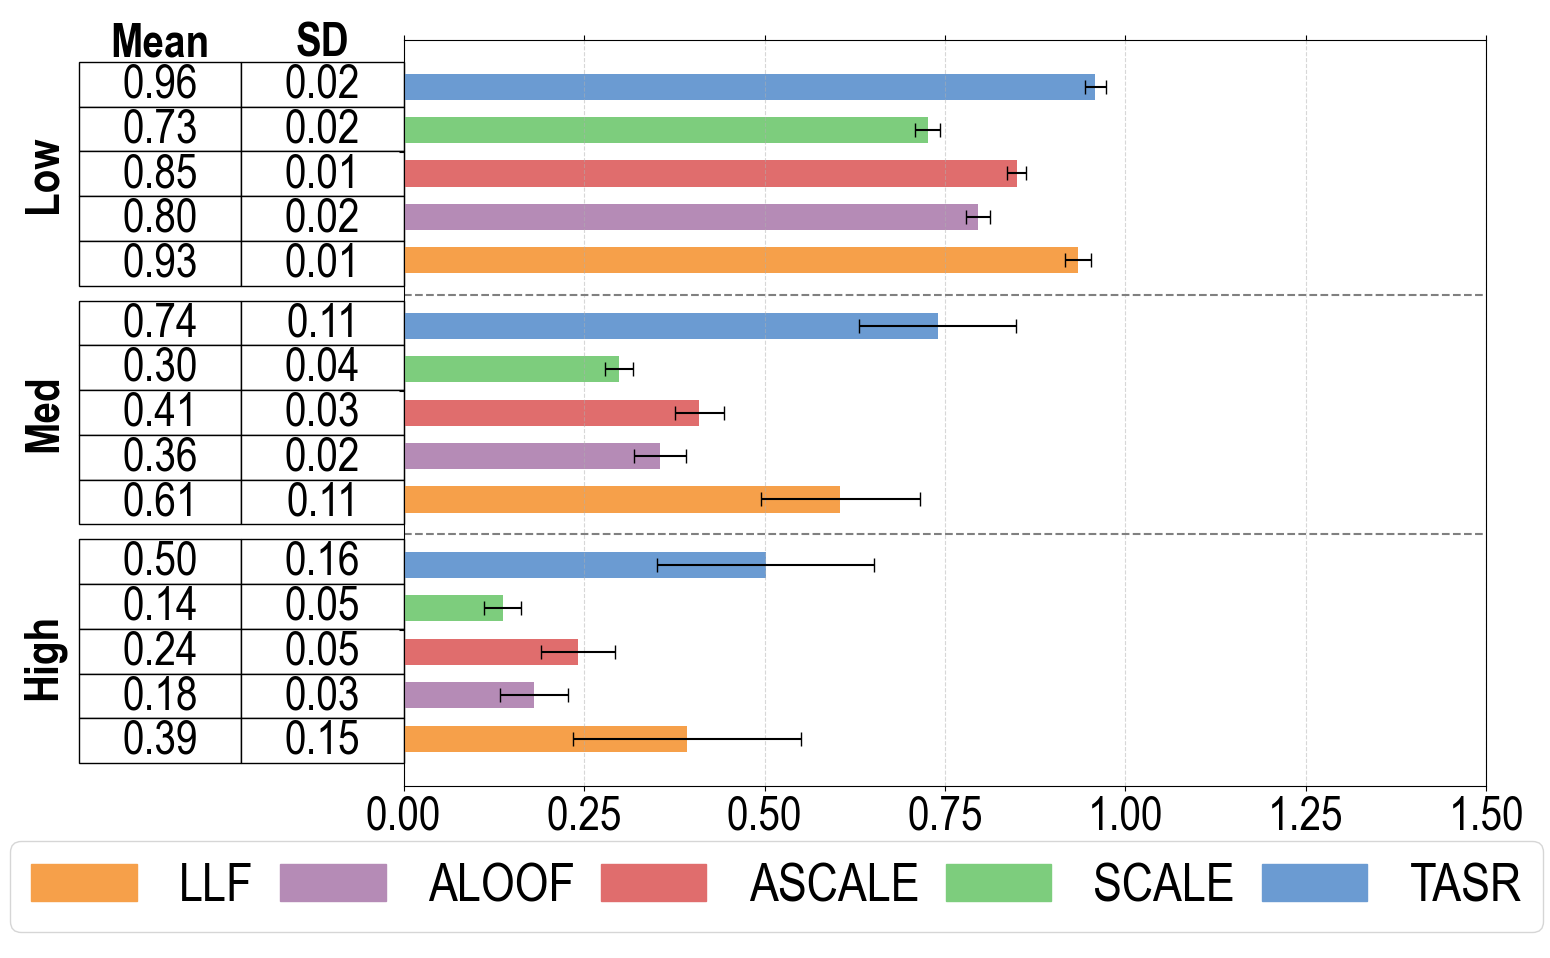 Mean SD
Low
0.96 0.02
0.73 0.02
0.85 0.01
0.80 0.02
0.93 0.01
Med
0.74 0.11
0.30 0.04
0.41 0.03
0.36 0.02
0.61 0.11
High
0.50 0.16
0.14 0.05
0.24 0.05
0.18 0.03
0.39 0.15
0.00 0.25 0.50 0.75 1.00 1.25 1.50
LLF ALOOF ASCALE SCALE TASR